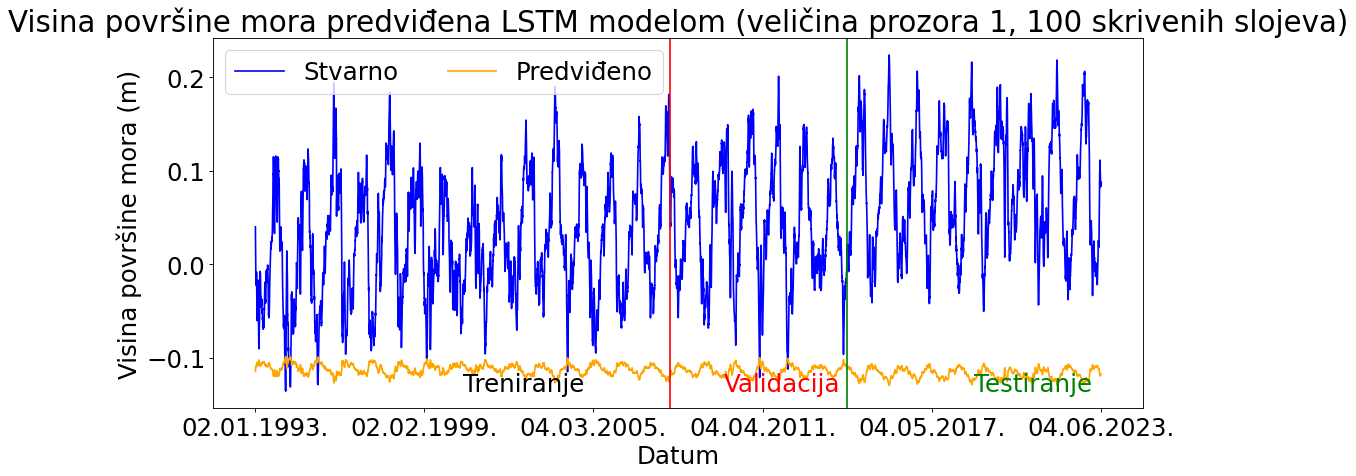 Visina površine mora predviđena LSTM modelom (veličina prozora 1, 100 skrivenih slojeva)
Stvarno Predviđeno
Visina površine mora (m)
0.2
0.1
0.0
−0.1
Treniranje Validacija Testiranje
02.01.1993. 02.02.1999. 04.03.2005. 04.04.2011. 04.05.2017. 04.06.2023.
Datum